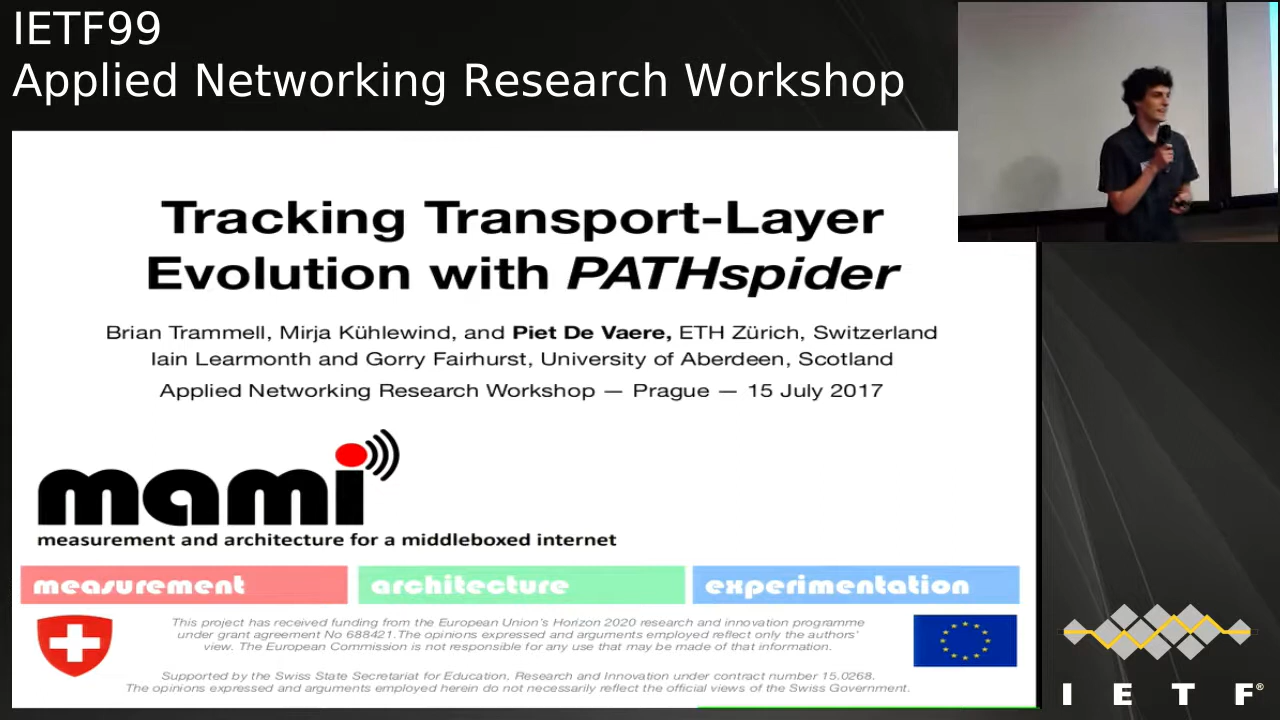 IETF99
Applied Networking Research Workshop
Tracking Transport-Layer
Evolution with PATHspider
Brian Trammell, Mirja Kühlewind, and Piet De Vaere, ETH Zürich, Switzerland
Iain Learmonth and Gorry Fairhurst, University of Aberdeen, Scotland
Applied Networking Research Workshop — Prague — 15 July 2017
mami
measurement and architecture for a middleboxed internet
measurement architecture experimentation
This project has received funding from the European Union's Horizon 2020 research and innovation programme
under grant agreement No 688421.The opinions expressed and arguments employed reflect only the authors'
view. The European Commission is not responsible for any use that may be made of that information.
Supported by the Swiss State Secretariat for Education, Research and Innovation under contract number 15.0268.
The opinions expressed and arguments employed herein do not necessarily reflect the official views of the Swiss Government.
I E T F®